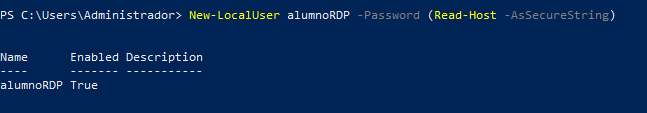 PS C:\Users\Administrador> New-LocalUser alumnoRDP -Password (Read-Host -AsSecureString)
Name      Enabled Description
----      ------- -----------
alumnoRDP True